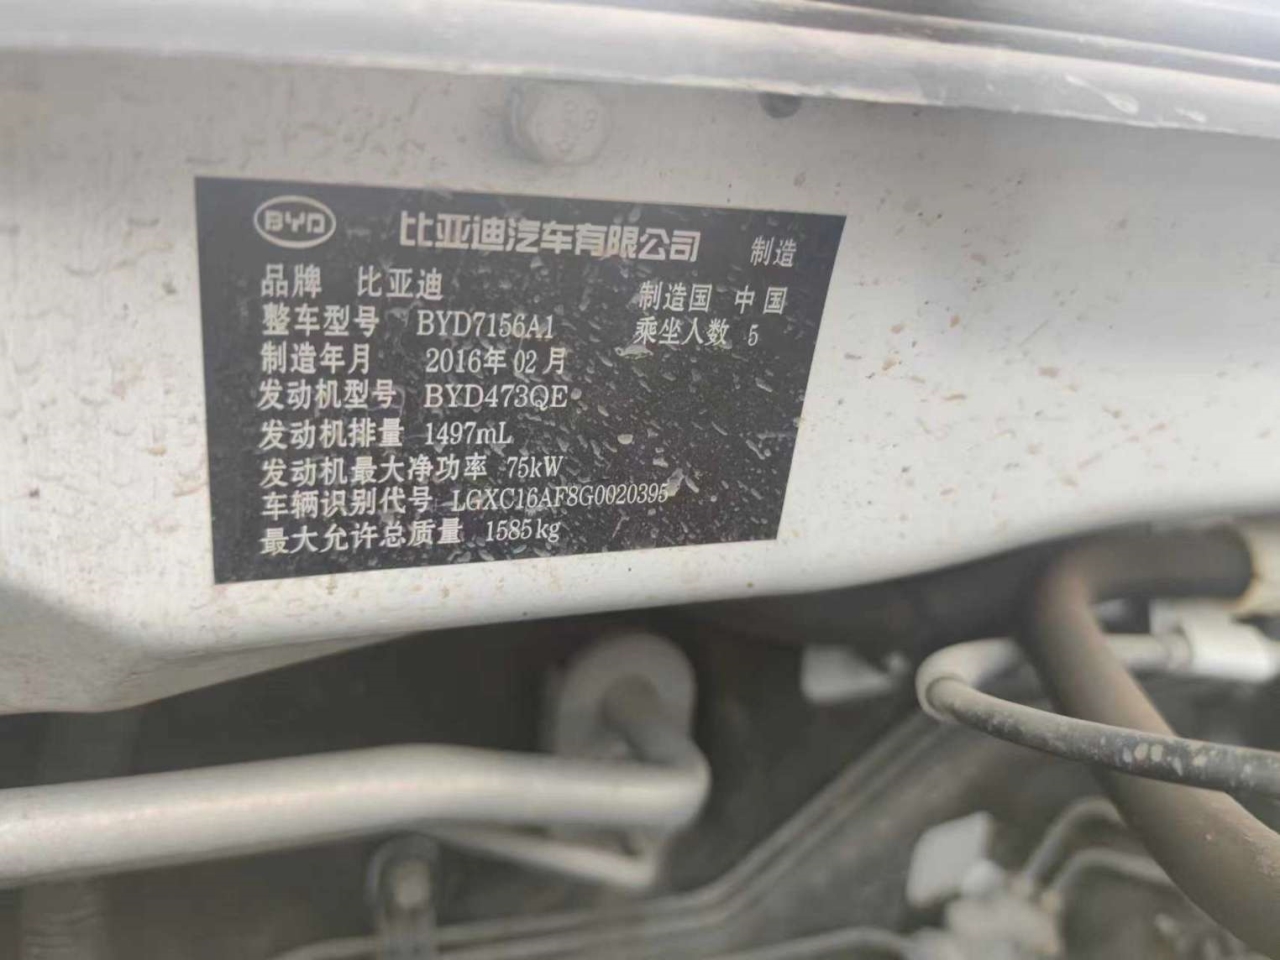 BYD 比亚迪汽车有限公司 制造
品牌 比亚迪 制造国 中国
整车型号 BYD7156A1 乘坐人数 5
制造年月 2016年02月
发动机型号 BYD473QE
发动机排量 1497mL
发动机最大净功率 75kW
车辆识别代号 LGXC16AF8G0020395
最大允许总质量 1585kg